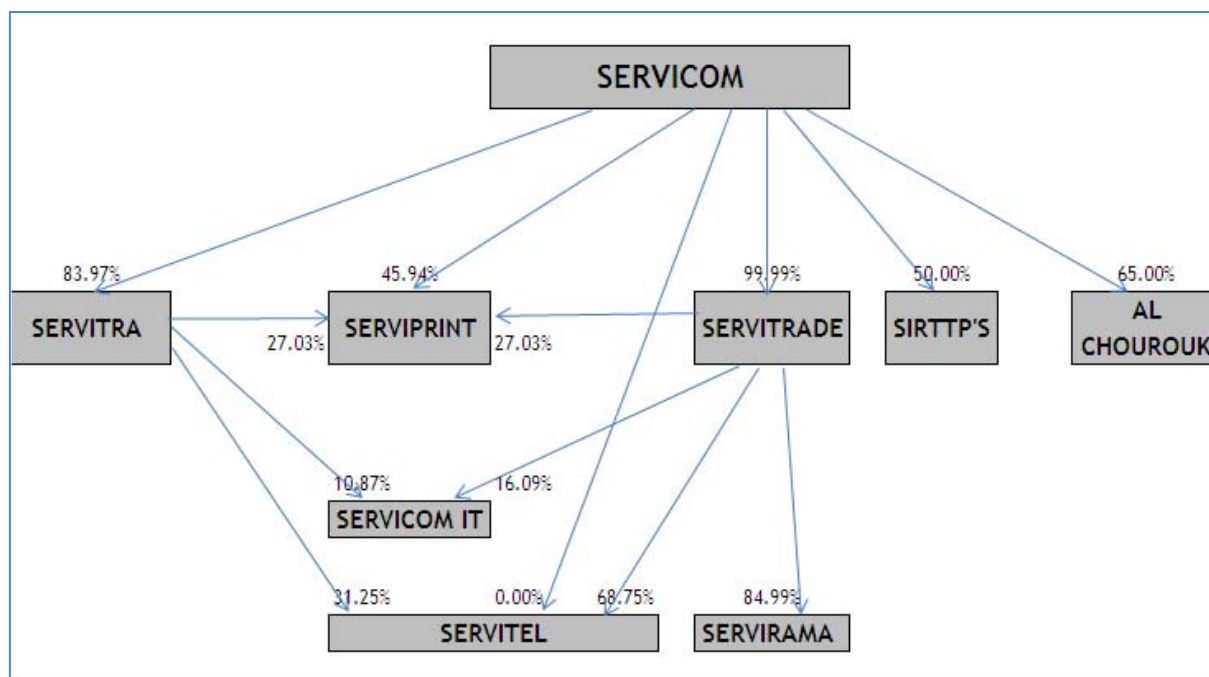 SERVICOM
83.97%
45.94%
99.99%
50.00%
65.00%
SERVITRA
SERVIPRINT
SERVITRADE
SIRTTP'S
AL
CHOUROUK
27.03%
27.03%
10.87%
16.09%
SERVICOM IT
31.25%
0.00%
68.75%
84.99%
SERVITEL
SERVIRAMA